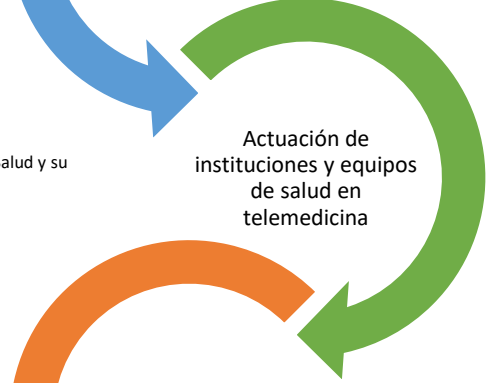 Actuación de
instituciones y equipos
de salud en
telemedicina
alud y su